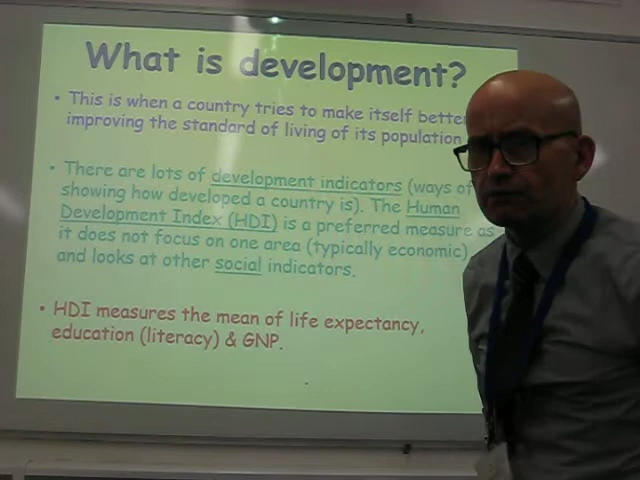 What is development?
• This is when a country tries to make itself better
improving the standard of living of its population
• There are lots of development indicators (ways of
showing how developed a country is). The Human
Development Index (HDI) is a preferred measure as
it does not focus on one area (typically economic)
and looks at other social indicators.
• HDI measures the mean of life expectancy,
education (literacy) & GNP.